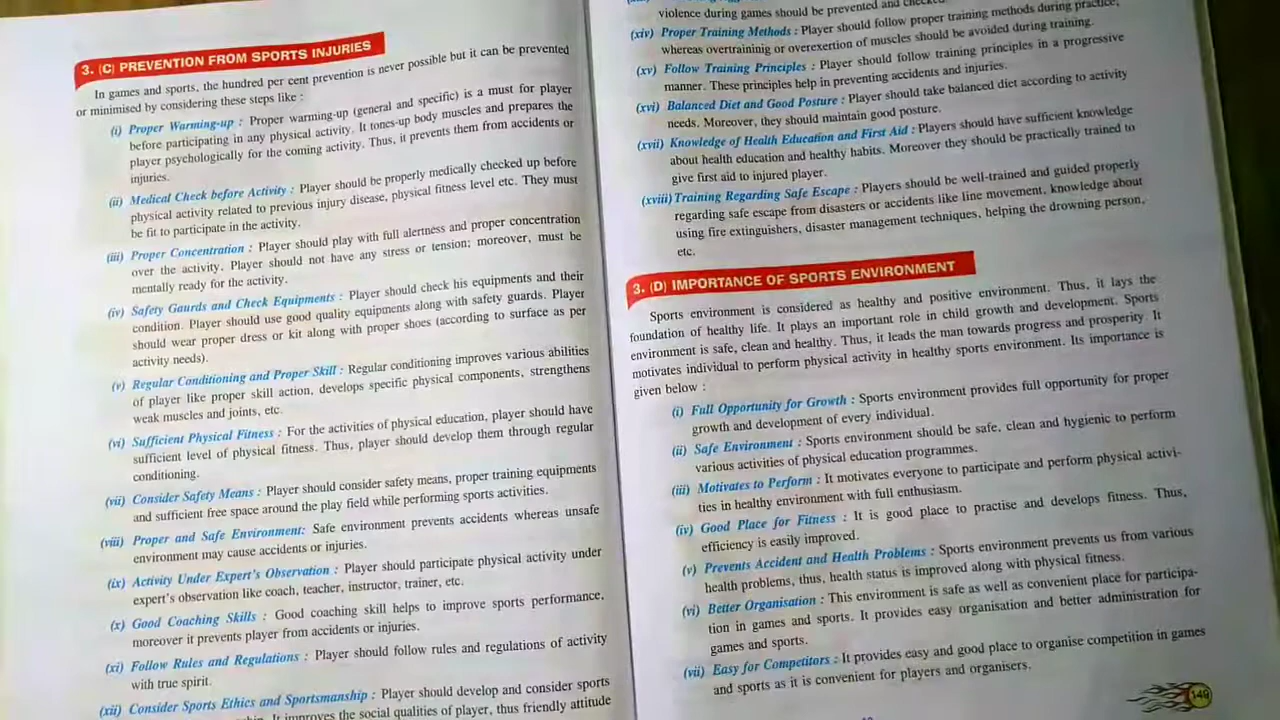 3. (C) PREVENTION FROM SPORTS INJURIES
In games and sports, the hundred per cent prevention is never possible but it can be prevented
or minimised by considering these steps like :
(i) Proper Warming-up : Proper warming-up (general and specific) is a must for player
before participating in any physical activity. It tones-up body muscles and prepares the
player psychologically for the coming activity. Thus, it prevents them from accidents or
injuries.
(ii) Medical Check before Activity : Player should be properly medically checked up before
physical activity related to previous injury disease, physical fitness level etc. They must
be fit to participate in the activity.
(iii) Proper Concentration : Player should play with full alertness and proper concentration
over the activity. Player should not have any stress or tension; moreover, must be
mentally ready for the activity.
(iv) Safety Gaurds and Check Equipments : Player should check his equipments and their
condition. Player should use good quality equipments along with safety guards. Player
should wear proper dress or kit along with proper shoes (according to surface as per
activity needs).
(v) Regular Conditioning and Proper Skill : Regular conditioning improves various abilities
of player like proper skill action, develops specific physical components, strengthens
weak muscles and joints, etc.
(vi) Sufficient Physical Fitness : For the activities of physical education, player should have
sufficient level of physical fitness. Thus, player should develop them through regular
conditioning.
(vii) Consider Safety Means : Player should consider safety means, proper training equipments
and sufficient free space around the play field while performing sports activities.
(viii) Proper and Safe Environment: Safe environment prevents accidents whereas unsafe
environment may cause accidents or injuries.
(ix) Activity Under Expert's Observation : Player should participate physical activity under
expert's observation like coach, teacher, instructor, trainer, etc.
(x) Good Coaching Skills : Good coaching skill helps to improve sports performance,
moreover it prevents player from accidents or injuries.
(xi) Follow Rules and Regulations : Player should follow rules and regulations of activity
with true spirit.
(xii) Consider Sports Ethics and Sportsmanship : Player should develop and consider sports
It improves the social qualities of player, thus friendly attitude
violence during games should be prevented and checked.
(xiv) Proper Training Methods : Player should follow proper training methods during practice,
whereas overtraininig or overexertion of muscles should be avoided during training.
(xv) Follow Training Principles : Player should follow training principles in a progressive
manner. These principles help in preventing accidents and injuries.
(xvi) Balanced Diet and Good Posture : Player should take balanced diet according to activity
needs. Moreover, they should maintain good posture.
(xvii) Knowledge of Health Education and First Aid : Players should have sufficient knowledge
about health education and healthy habits. Moreover they should be practically trained to
give first aid to injured player.
(xviii) Training Regarding Safe Escape : Players should be well-trained and guided properly
regarding safe escape from disasters or accidents like line movement, knowledge about
using fire extinguishers, disaster management techniques, helping the drowning person,
etc.
3. (D) IMPORTANCE OF SPORTS ENVIRONMENT
Sports environment is considered as healthy and positive environment. Thus, it lays the
foundation of healthy life. It plays an important role in child growth and development. Sports
environment is safe, clean and healthy. Thus, it leads the man towards progress and prosperity. It
motivates individual to perform physical activity in healthy sports environment. Its importance is
given below :
(i) Full Opportunity for Growth : Sports environment provides full opportunity for proper
growth and development of every individual.
(ii) Safe Environment : Sports environment should be safe, clean and hygienic to perform
various activities of physical education programmes.
(iii) Motivates to Perform : It motivates everyone to participate and perform physical activi-
ties in healthy environment with full enthusiasm.
(iv) Good Place for Fitness : It is good place to practise and develops fitness. Thus,
efficiency is easily improved.
(v) Prevents Accident and Health Problems : Sports environment prevents us from various
health problems, thus, health status is improved along with physical fitness.
(vi) Better Organisation : This environment is safe as well as convenient place for participa-
tion in games and sports. It provides easy organisation and better administration for
games and sports.
(vii) Easy for Competitors : It provides easy and good place to organise competition in games
and sports as it is convenient for players and organisers.
149